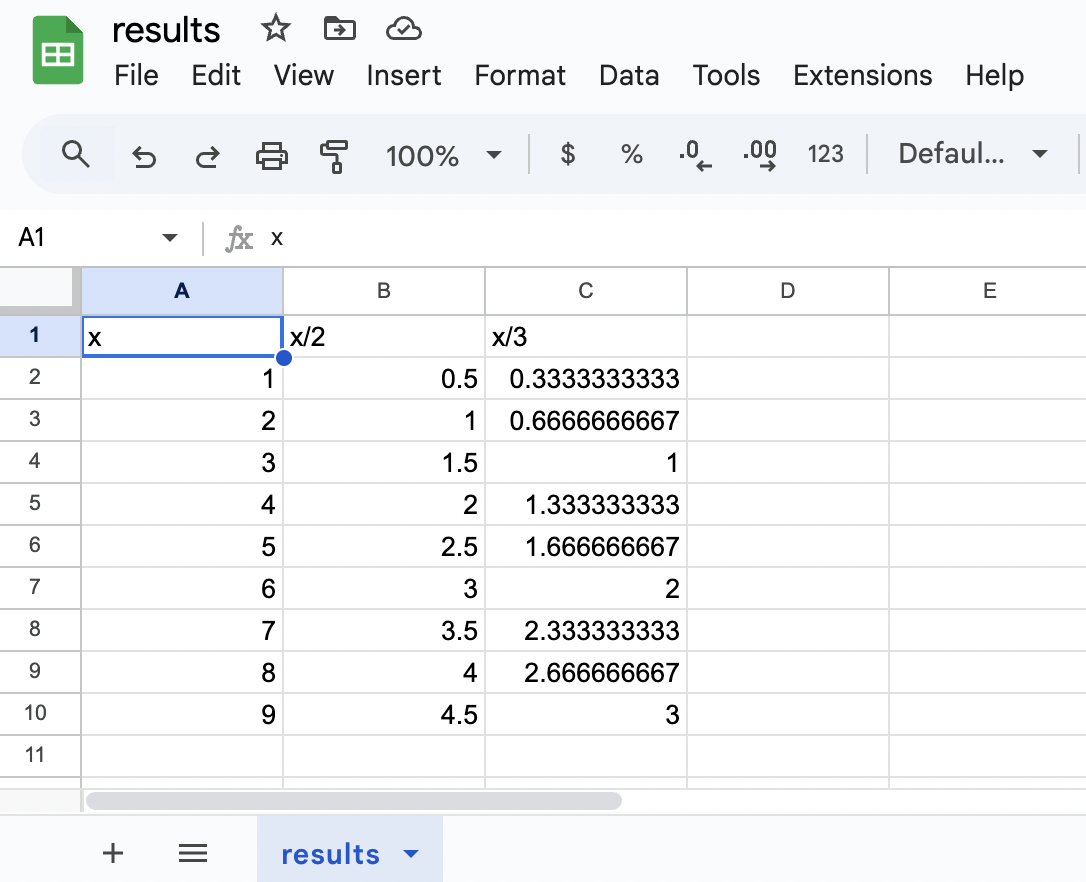 results
File Edit View Insert Format Data Tools Extensions Help
100% $ % .0 .00 123 Defaul...
A1 fx x
A B C D E
1 x x/2 x/3
2 1 0.5 0.3333333333
3 2 1 0.6666666667
4 3 1.5 1
5 4 2 1.333333333
6 5 2.5 1.666666667
7 6 3 2
8 7 3.5 2.333333333
9 8 4 2.666666667
10 9 4.5 3
11
results